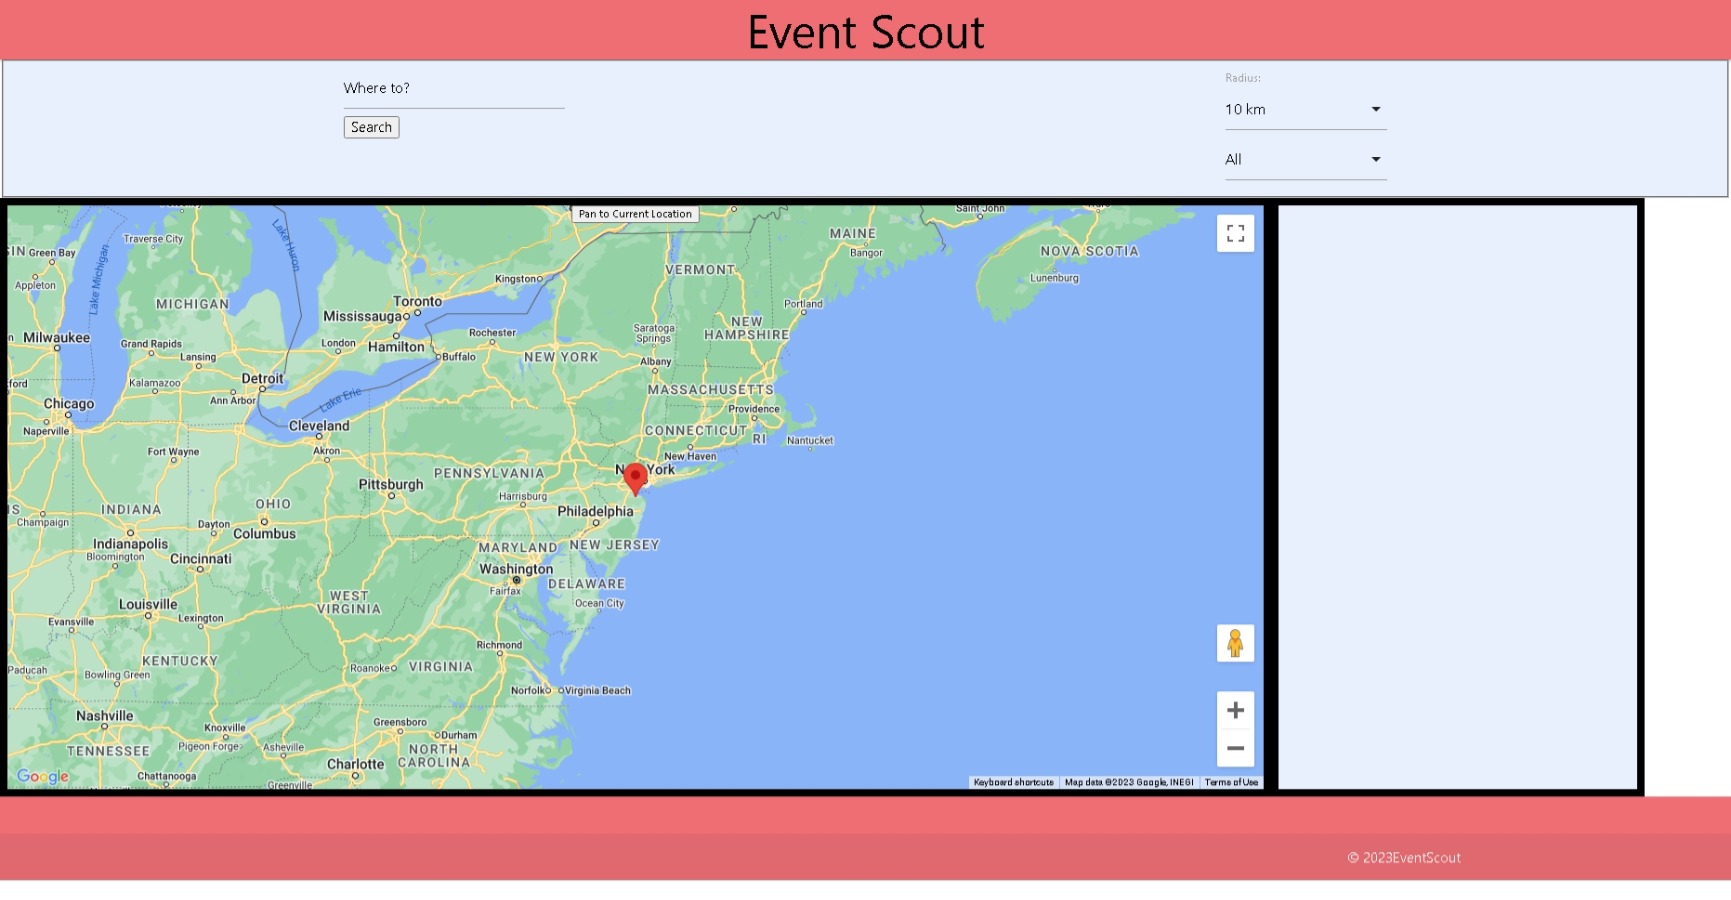 Event Scout
Where to?
Search
Radius:
10 km
All
Pan to Current Location
Saint John
MAINE
Bangor
NOVA SCOTIA
Lunenburg
Lake Huron
Traverse City
Green Bay
Lake Michigan
Appleton
VERMONT
Kingston
MICHIGAN
Toronto
Mississauga
Portland
NEW
HAMPSHIRE
Saratoga
Springs
Rochester
Milwaukee
Grand Rapids
London
Hamilton
Lansing
Buffalo
NEW YORK
Albany
Detroit
Kalamazoo
Ann Arbor
Lake Erie
MASSACHUSETTS
Chicago
Providence
Naperville
Cleveland
CONNECTICUT
RI
Nantucket
Fort Wayne
Akron
New Haven
PENNSYLVANIA
New York
Pittsburgh
Harrisburg
Philadelphia
INDIANA
OHIO
Champaign
Dayton
Columbus
Indianapolis
Bloomington
Cincinnati
MARYLAND
NEW JERSEY
Washington
Fairfax
DELAWARE
WEST
VIRGINIA
Ocean City
Louisville
Lexington
Evansville
Richmond
KENTUCKY
Roanoke
VIRGINIA
Paducah
Bowling Green
Norfolk
Virginia Beach
Nashville
Knoxville
Greensboro
Durham
TENNESSEE
Pigeon Forge
Asheville
NORTH
CAROLINA
Charlotte
Chattanooga
Greenville
Google
Keyboard shortcuts
Map data ©2023 Google, INEGI
Terms of Use
© 2023EventScout